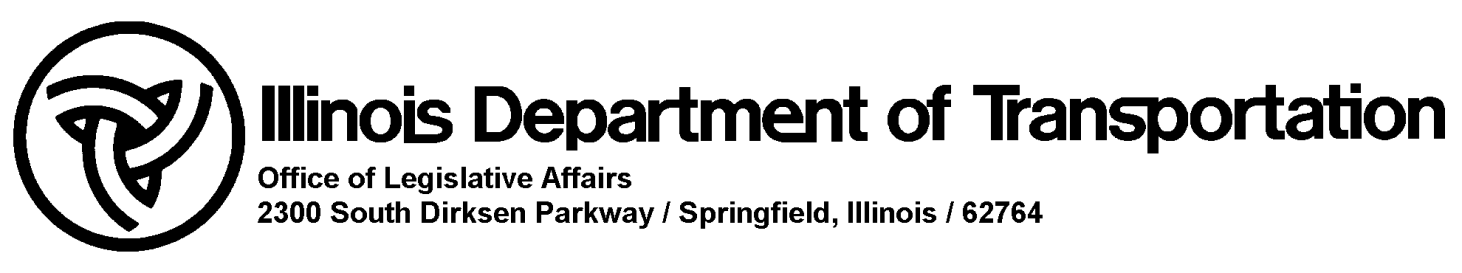 Illinois Department of Transportation
Office of Legislative Affairs
2300 South Dirksen Parkway / Springfield, Illinois / 62764